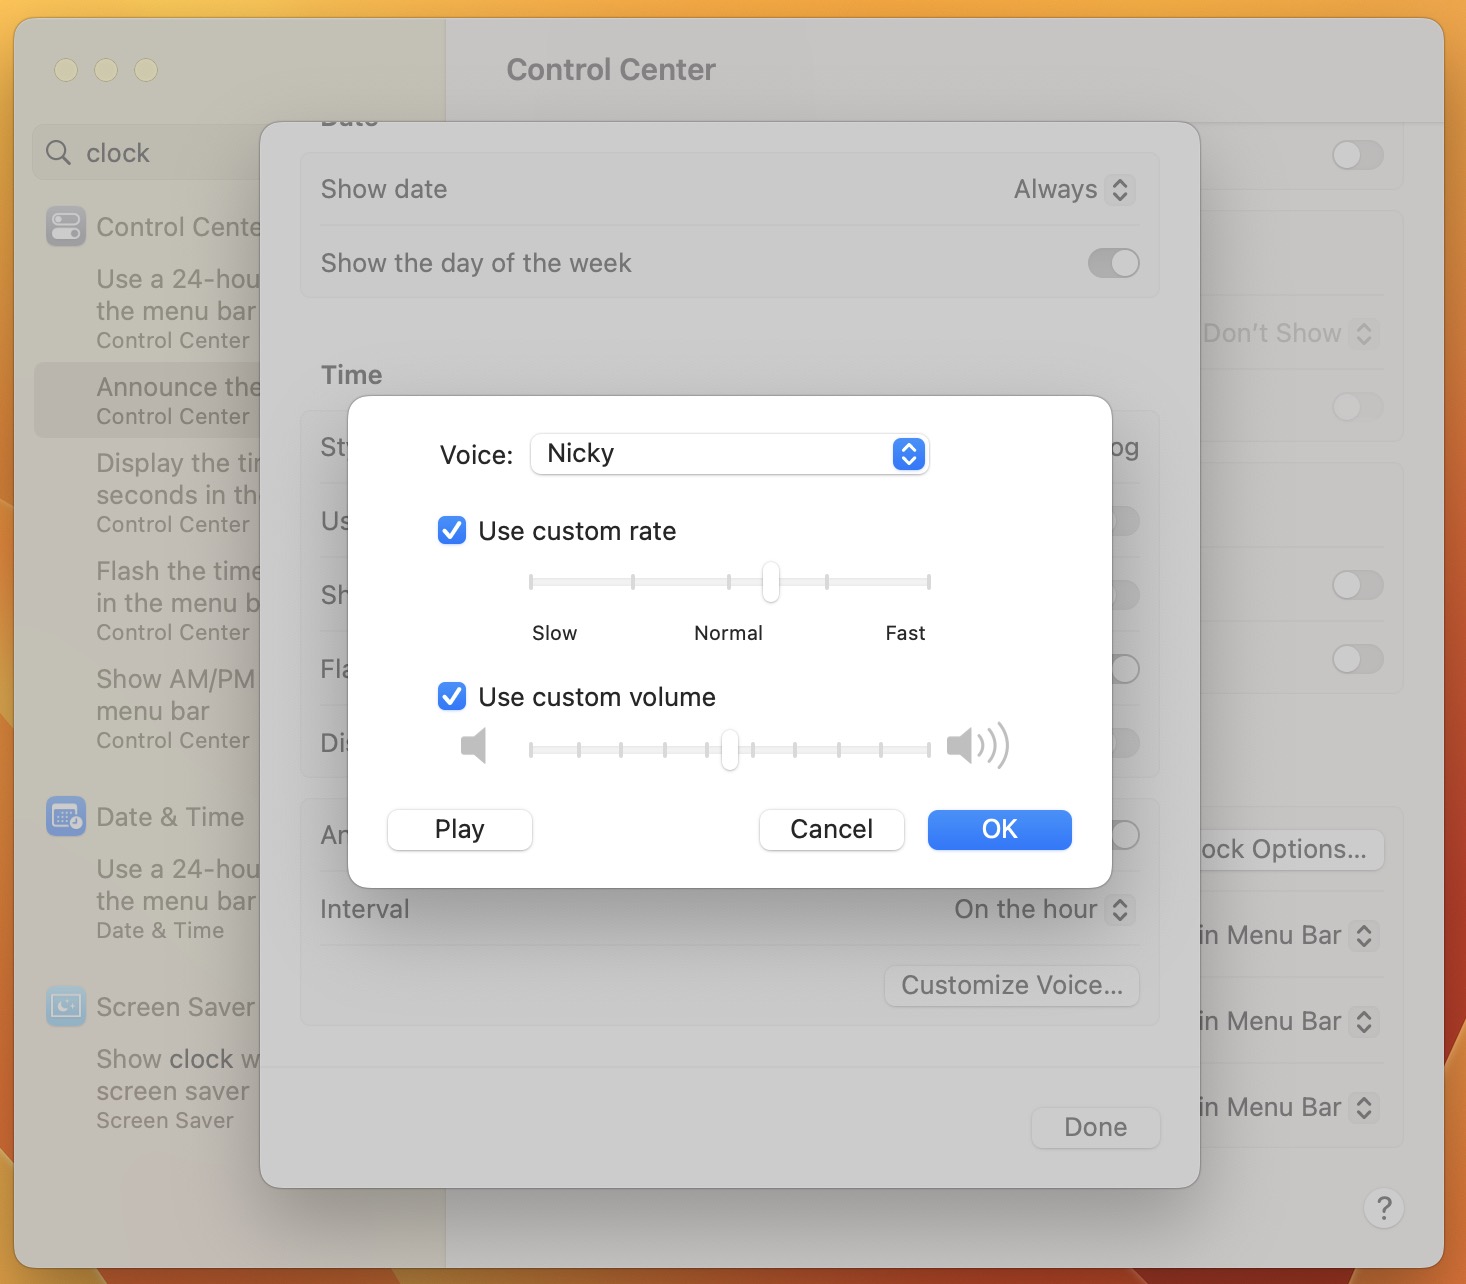 Control Center
clock
Control Cente
Use a 24-hou
the menu bar
Control Center
Announce the
Control Center
Display the tir
seconds in th
Control Center
Flash the time
in the menu b
Control Center
Show AM/PM
menu bar
Control Center
Date & Time
Use a 24-hou
the menu bar
Date & Time
Screen Saver
Show clock w
screen saver
Screen Saver
Date
Show date
Always
Show the day of the week
Time
St
og
Us
Sh
Fla
Dis
An
Interval
On the hour
Customize Voice...
Done
Voice:
Nicky
Use custom rate
Slow
Normal
Fast
Use custom volume
Play
Cancel
OK
Don't Show
ock Options...
in Menu Bar
in Menu Bar
in Menu Bar
?